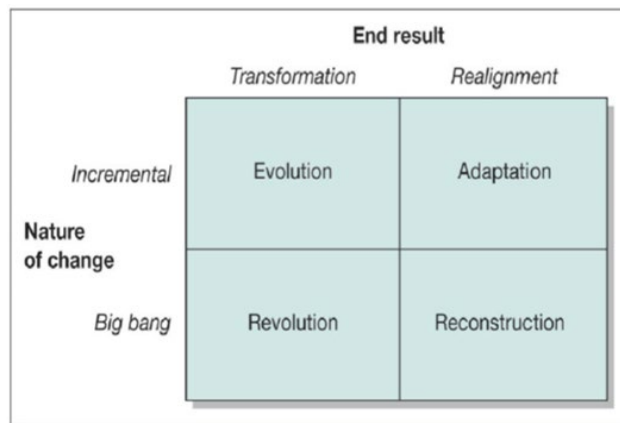 End result
Transformation Realignment
Incremental Evolution Adaptation
Nature
of change
Big bang Revolution Reconstruction